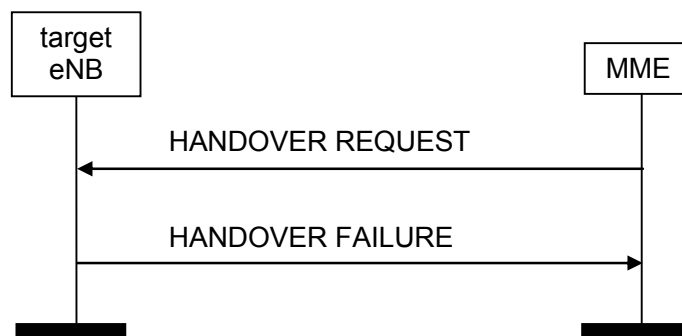 target
eNB
MME
HANDOVER REQUEST
HANDOVER FAILURE